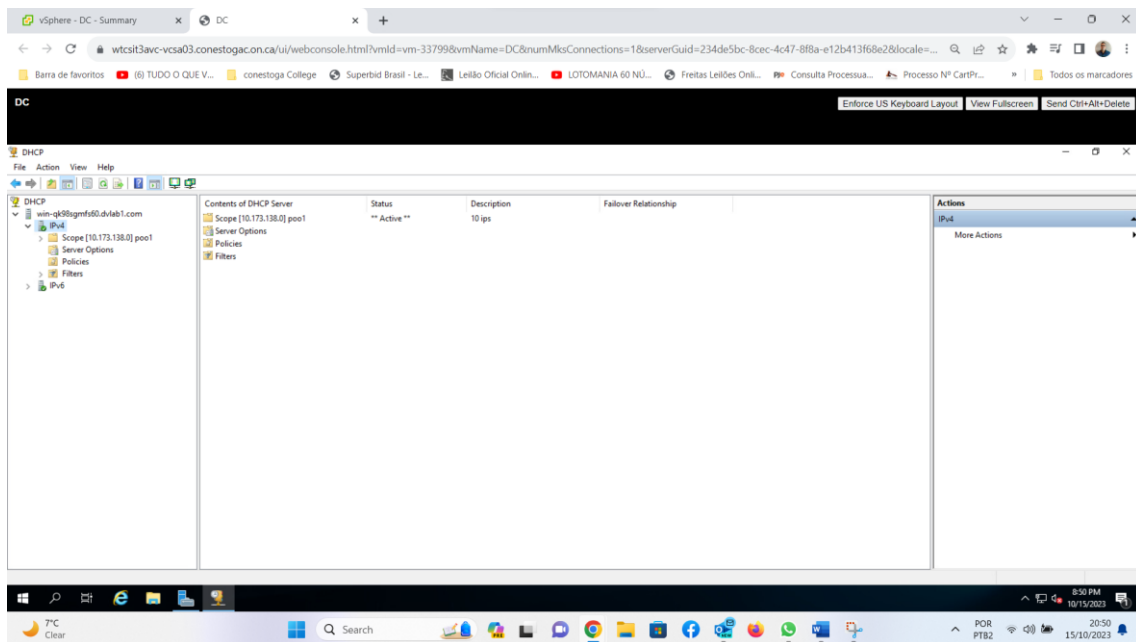 vSphere - DC - Summary
DC
wtcsit3avc-vcsa03.conestogac.on.ca/ui/webconsole.html?vmId=vm-33799&vmName=DC&numMksConnections=1&serverGuid=234de5bc-8cec-4c47-8f8a-e12b413f68e2&locale=...
Barra de favoritos (6) TUDO O QUE V... conestoga College Superbid Brasil - Le... Leilão Oficial Onlin... LOTOMANIA 60 NÚ... Freitas Leilões Onli... Consulta Processua... Processo Nº CartPr... » Todos os marcadores
DC Enforce US Keyboard Layout View Fullscreen Send Ctrl+Alt+Delete
DHCP
File Action View Help
DHCP
win-qk98sgmfs60.dvlab1.com
IPv4
Scope [10.173.138.0] poo1
Server Options
Policies
Filters
IPv6
Contents of DHCP Server Status Description Failover Relationship
Scope [10.173.138.0] poo1 ** Active ** 10 ips
Server Options
Policies
Filters
Actions
IPv4
More Actions
8:50 PM
10/15/2023
7°C
Clear
Search
POR
PTB2
20:50
15/10/2023